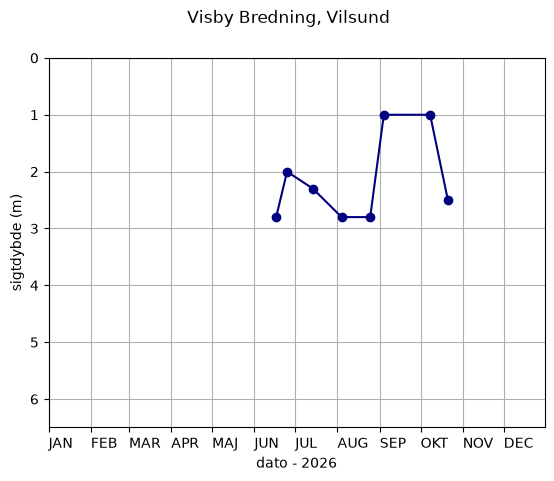 Visby Bredning, Vilsund
0
1
2
3
4
5
6
sigtdybde (m)
JAN FEB MAR APR MAJ JUN JUL AUG SEP OKT NOV DEC
dato - 2026